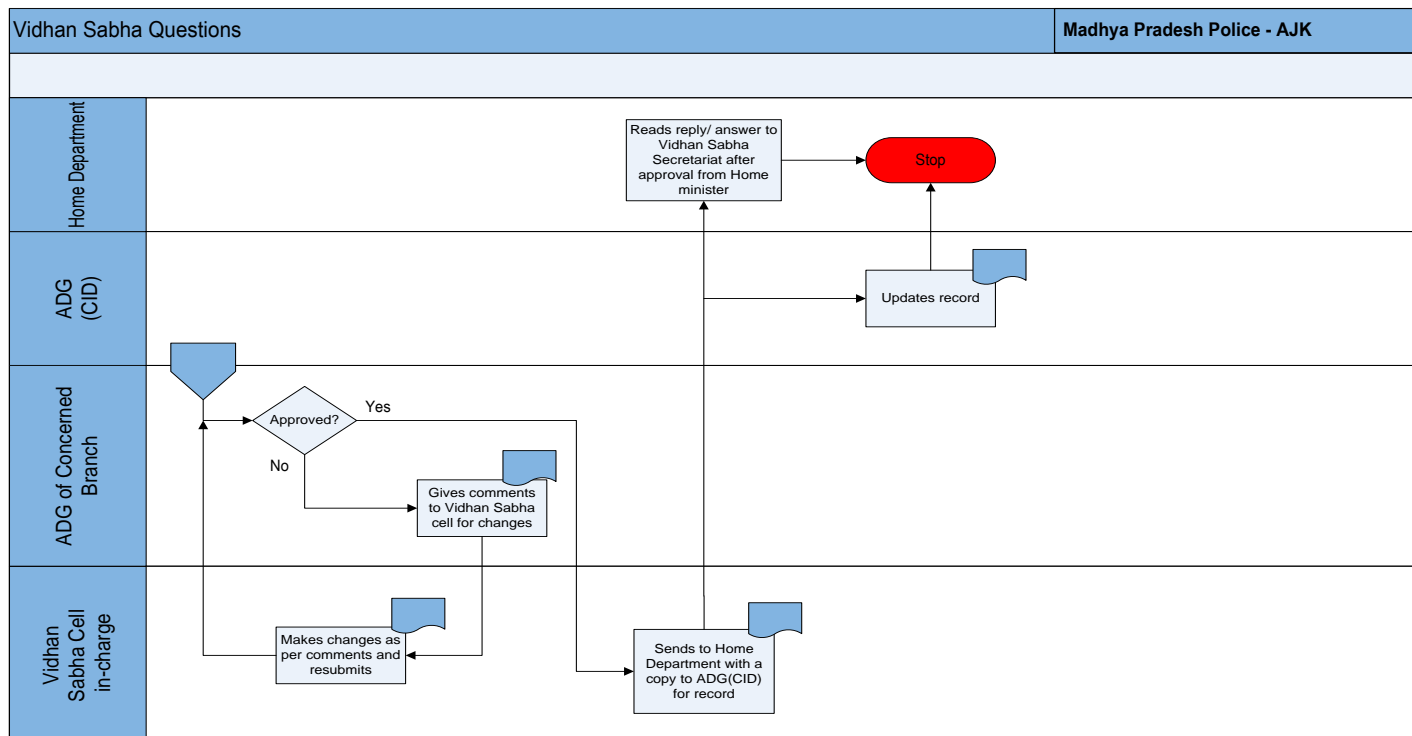 Vidhan Sabha Questions
Madhya Pradesh Police - AJK
Home Department
Reads reply/ answer to
Vidhan Sabha
Secretariat after
approval from Home
minister
Stop
ADG
(CID)
Updates record
ADG of Concerned
Branch
Approved?
Yes
No
Gives comments
to Vidhan Sabha
cell for changes
Vidhan
Sabha Cell
in-charge
Makes changes as
per comments and
resubmits
Sends to Home
Department with a
copy to ADG(CID)
for record